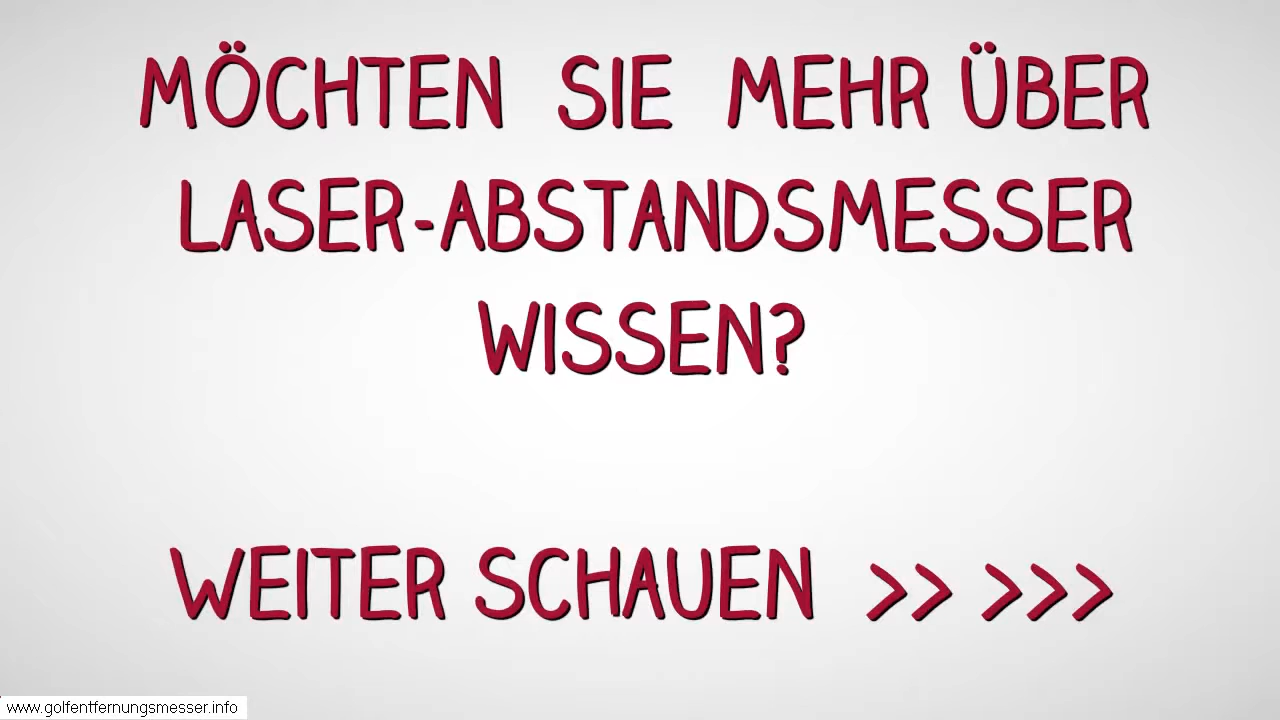 MÖCHTEN SIE MEHR ÜBER
LASER-ABSTANDSMESSER
WISSEN?
WEITER SCHAUEN >> >>>
www.golfentfernungsmesser.info